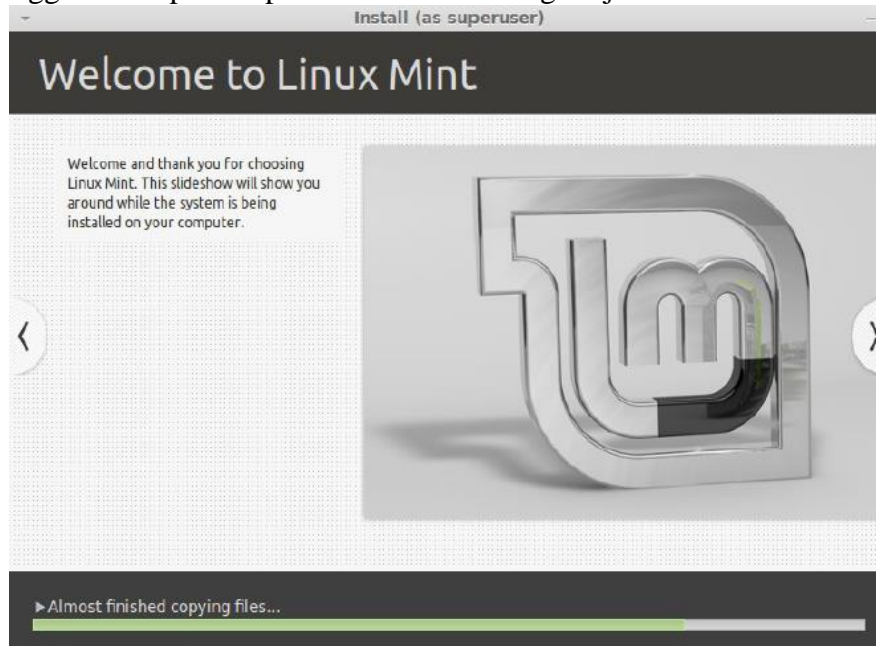 Install (as superuser)
Welcome to Linux Mint
Welcome and thank you for choosing
Linux Mint. This slideshow will show you
around while the system is being
installed on your computer.
Almost finished copying files...